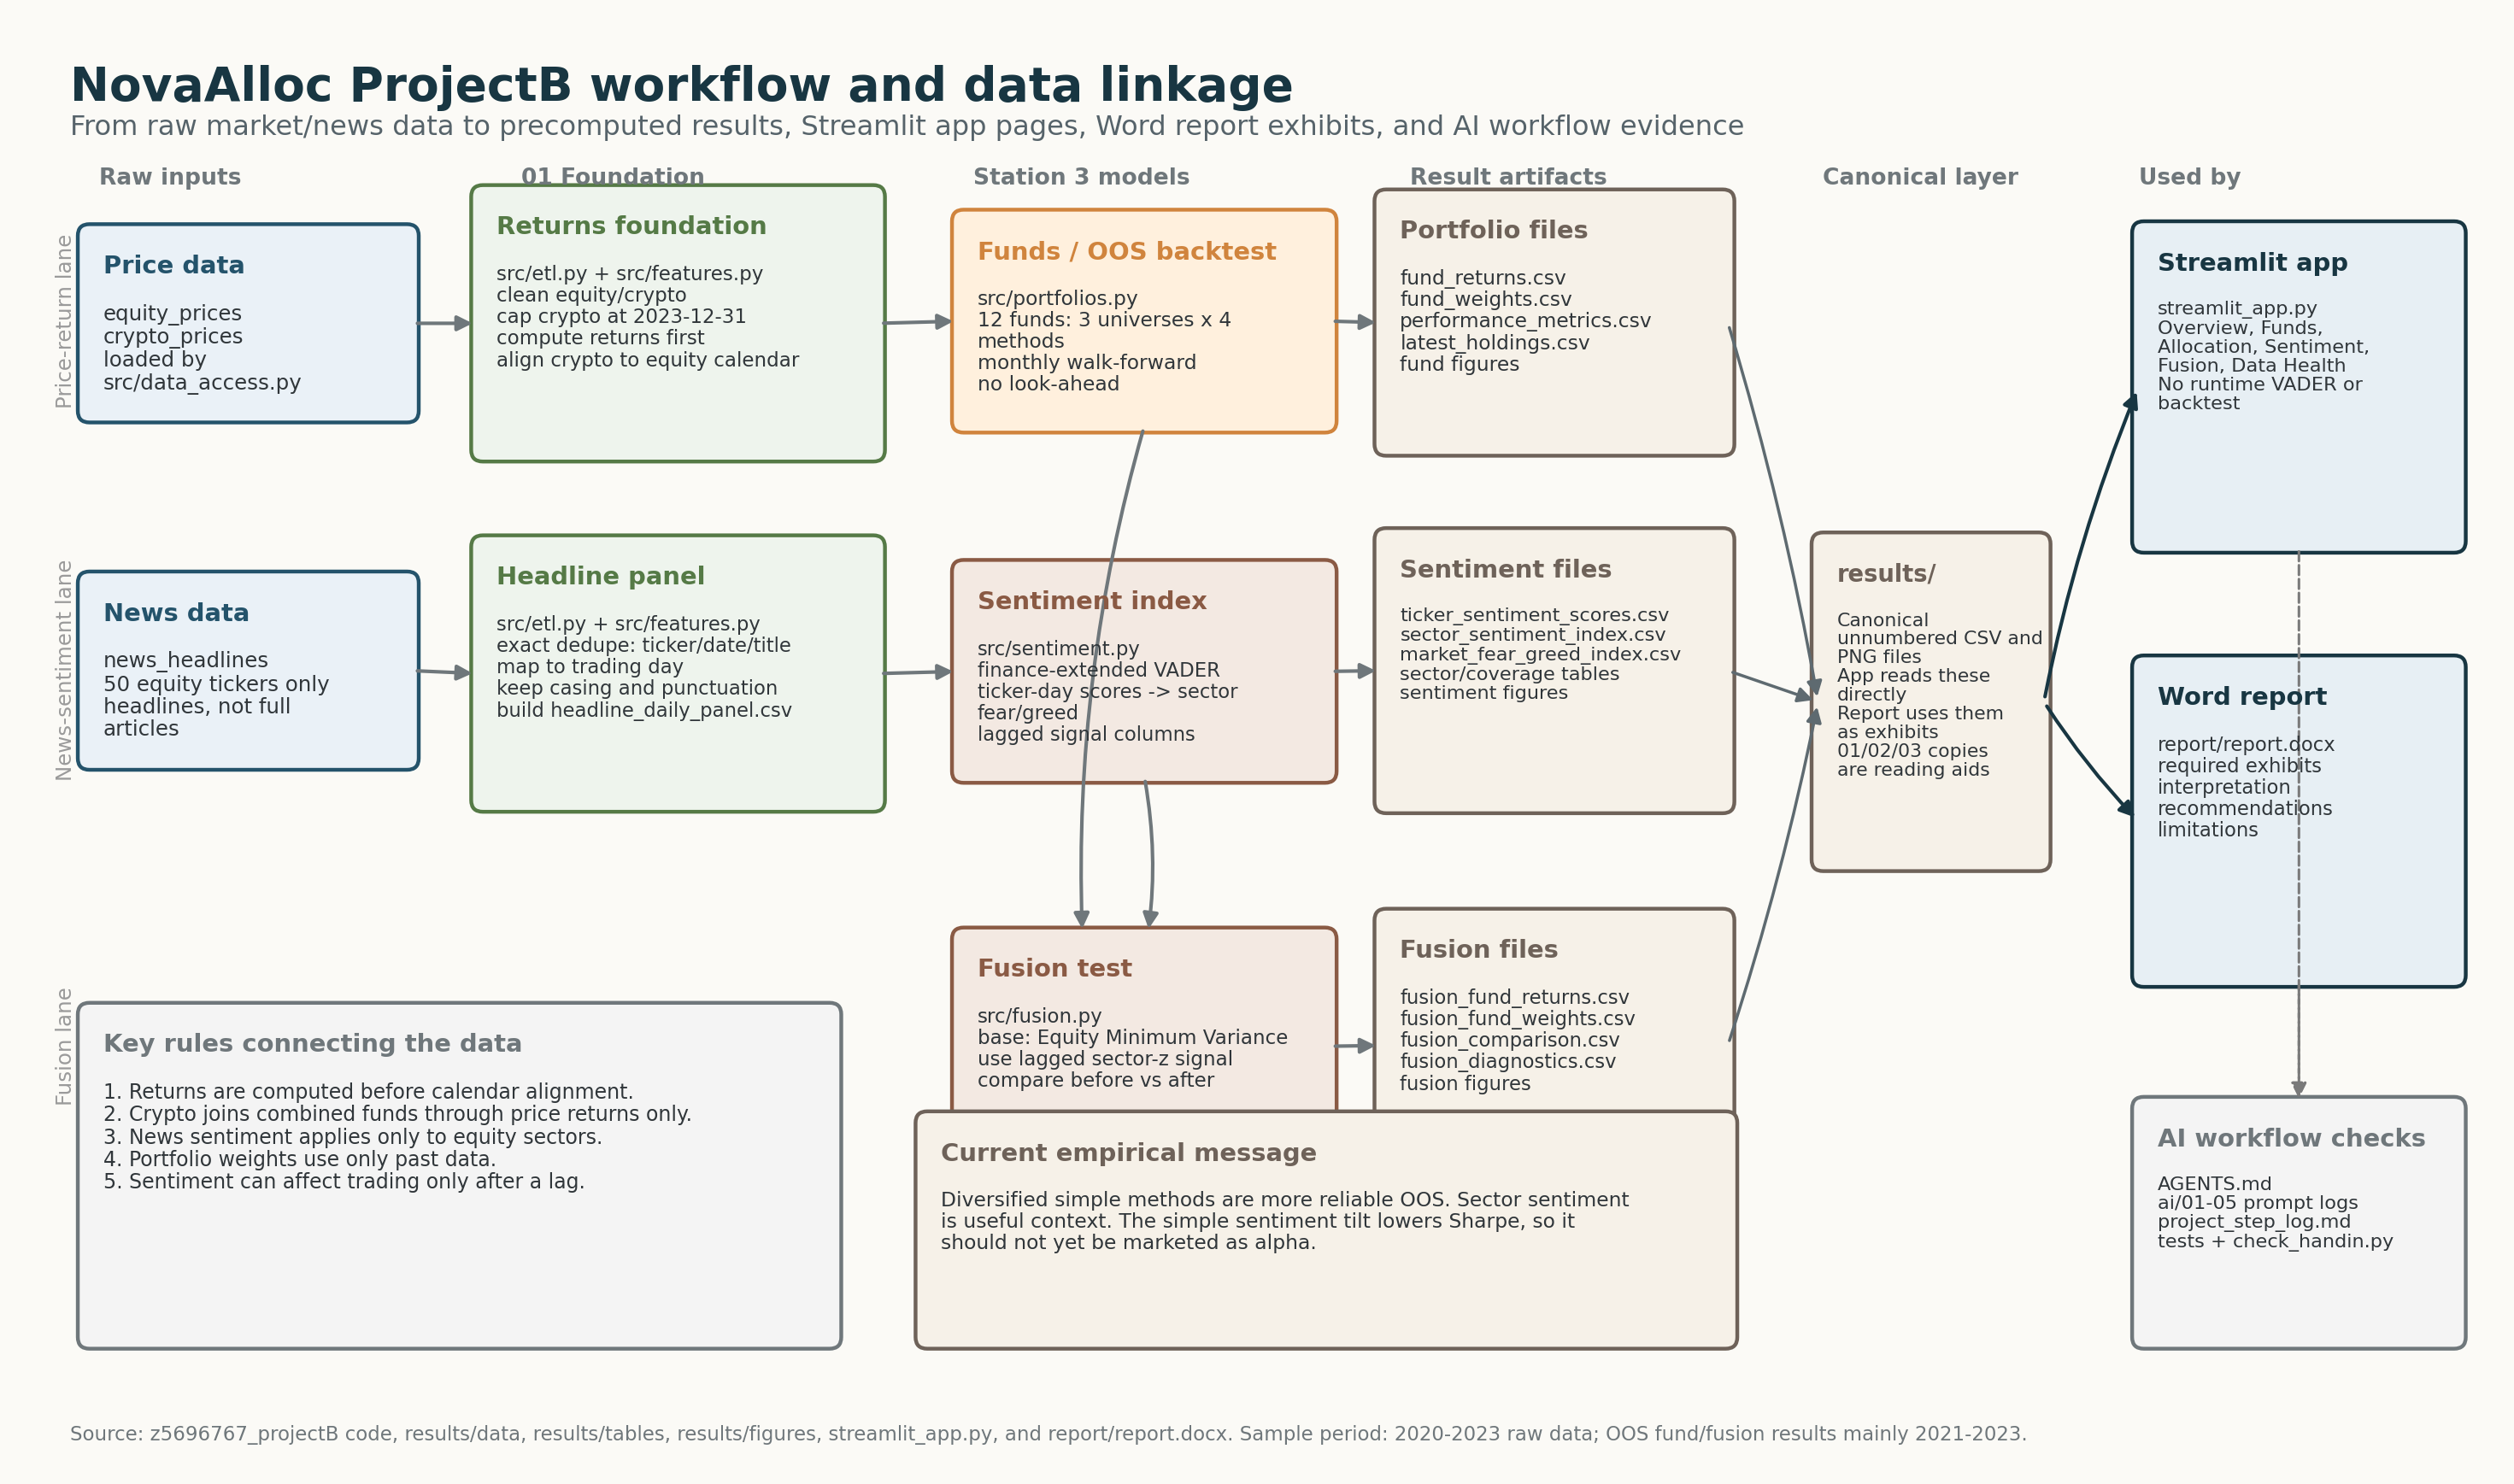 NovaAlloc ProjectB workflow and data linkage
From raw market/news data to precomputed results, Streamlit app pages, Word report exhibits, and AI workflow evidence
Raw inputs
01 Foundation
Station 3 models
Result artifacts
Canonical layer
Used by
Price-return lane
Price data
equity_prices
crypto_prices
loaded by
src/data_access.py
Returns foundation
src/etl.py + src/features.py
clean equity/crypto
cap crypto at 2023-12-31
compute returns first
align crypto to equity calendar
Funds / OOS backtest
src/portfolios.py
12 funds: 3 universes x 4
methods
monthly walk-forward
no look-ahead
Portfolio files
fund_returns.csv
fund_weights.csv
performance_metrics.csv
latest_holdings.csv
fund figures
Streamlit app
streamlit_app.py
Overview, Funds,
Allocation, Sentiment,
Fusion, Data Health
No runtime VADER or
backtest
News-sentiment lane
News data
news_headlines
50 equity tickers only
headlines, not full
articles
Headline panel
src/etl.py + src/features.py
exact dedupe: ticker/date/title
map to trading day
keep casing and punctuation
build headline_daily_panel.csv
Sentiment index
src/sentiment.py
finance-extended VADER
ticker-day scores -> sector
fear/greed
lagged signal columns
Sentiment files
ticker_sentiment_scores.csv
sector_sentiment_index.csv
market_fear_greed_index.csv
sector/coverage tables
sentiment figures
results/
Canonical
unnumbered CSV and
PNG files
App reads these
directly
Report uses them
as exhibits
01/02/03 copies
are reading aids
Word report
report/report.docx
required exhibits
interpretation
recommendations
limitations
Fusion lane
Key rules connecting the data
1. Returns are computed before calendar alignment.
2. Crypto joins combined funds through price returns only.
3. News sentiment applies only to equity sectors.
4. Portfolio weights use only past data.
5. Sentiment can affect trading only after a lag.
Fusion test
src/fusion.py
base: Equity Minimum Variance
use lagged sector-z signal
compare before vs after
Fusion files
fusion_fund_returns.csv
fusion_fund_weights.csv
fusion_comparison.csv
fusion_diagnostics.csv
fusion figures
Current empirical message
Diversified simple methods are more reliable OOS. Sector sentiment
is useful context. The simple sentiment tilt lowers Sharpe, so it
should not yet be marketed as alpha.
AI workflow checks
AGENTS.md
ai/01-05 prompt logs
project_step_log.md
tests + check_handin.py
Source: z5696767_projectB code, results/data, results/tables, results/figures, streamlit_app.py, and report/report.docx. Sample period: 2020-2023 raw data; OOS fund/fusion results mainly 2021-2023.